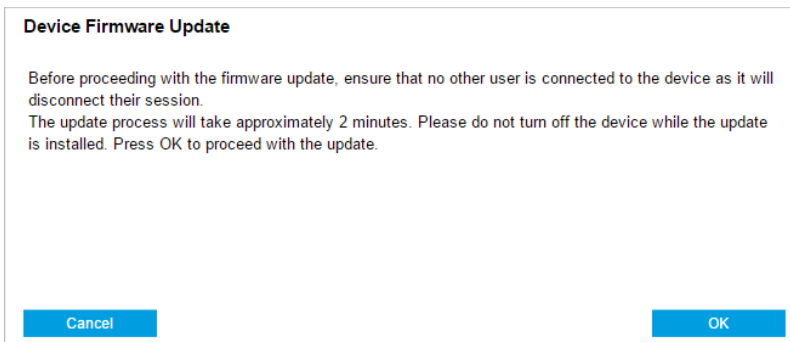 Device Firmware Update
Before proceeding with the firmware update, ensure that no other user is connected to the device as it will
disconnect their session.
The update process will take approximately 2 minutes. Please do not turn off the device while the update
is installed. Press OK to proceed with the update.
Cancel
OK